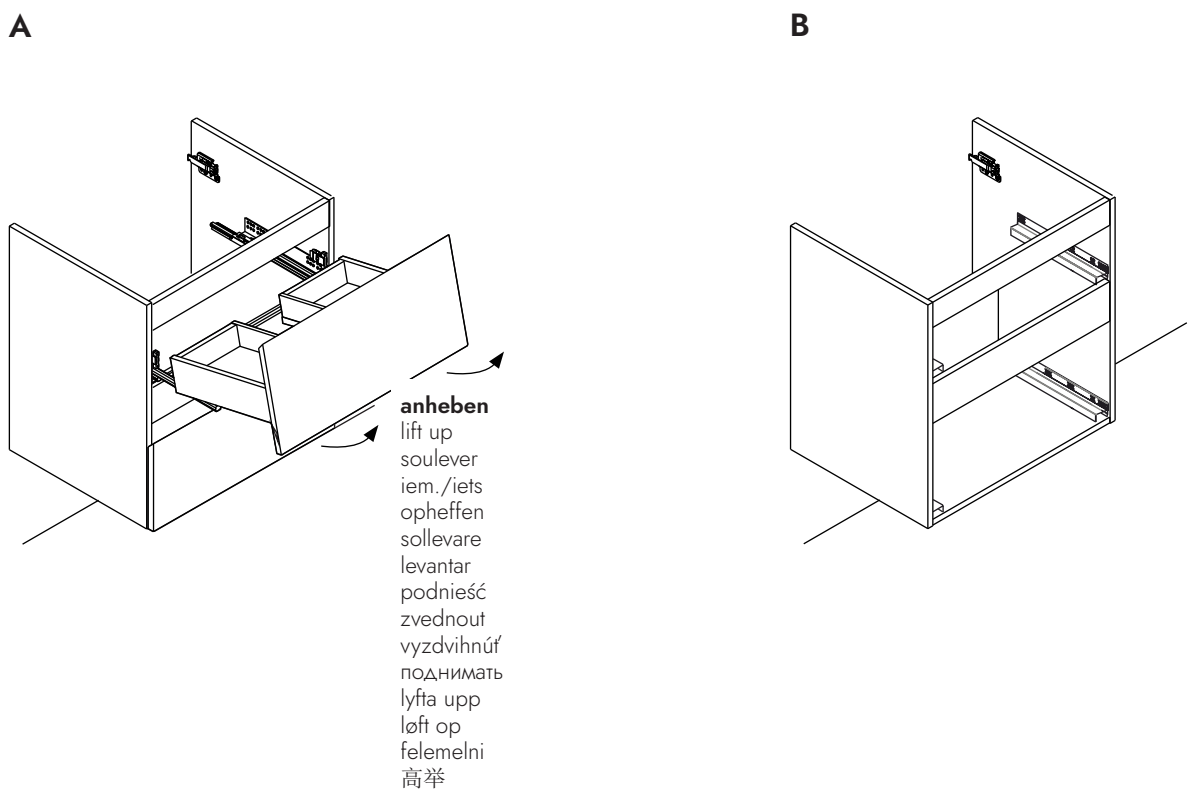 A
B
anheben
lift up
soulever
iem./iets
opheffen
sollevare
levantar
podnieść
zvednout
vyzdvihnúť
поднимать
lyfta upp
løft op
felemelni
高举